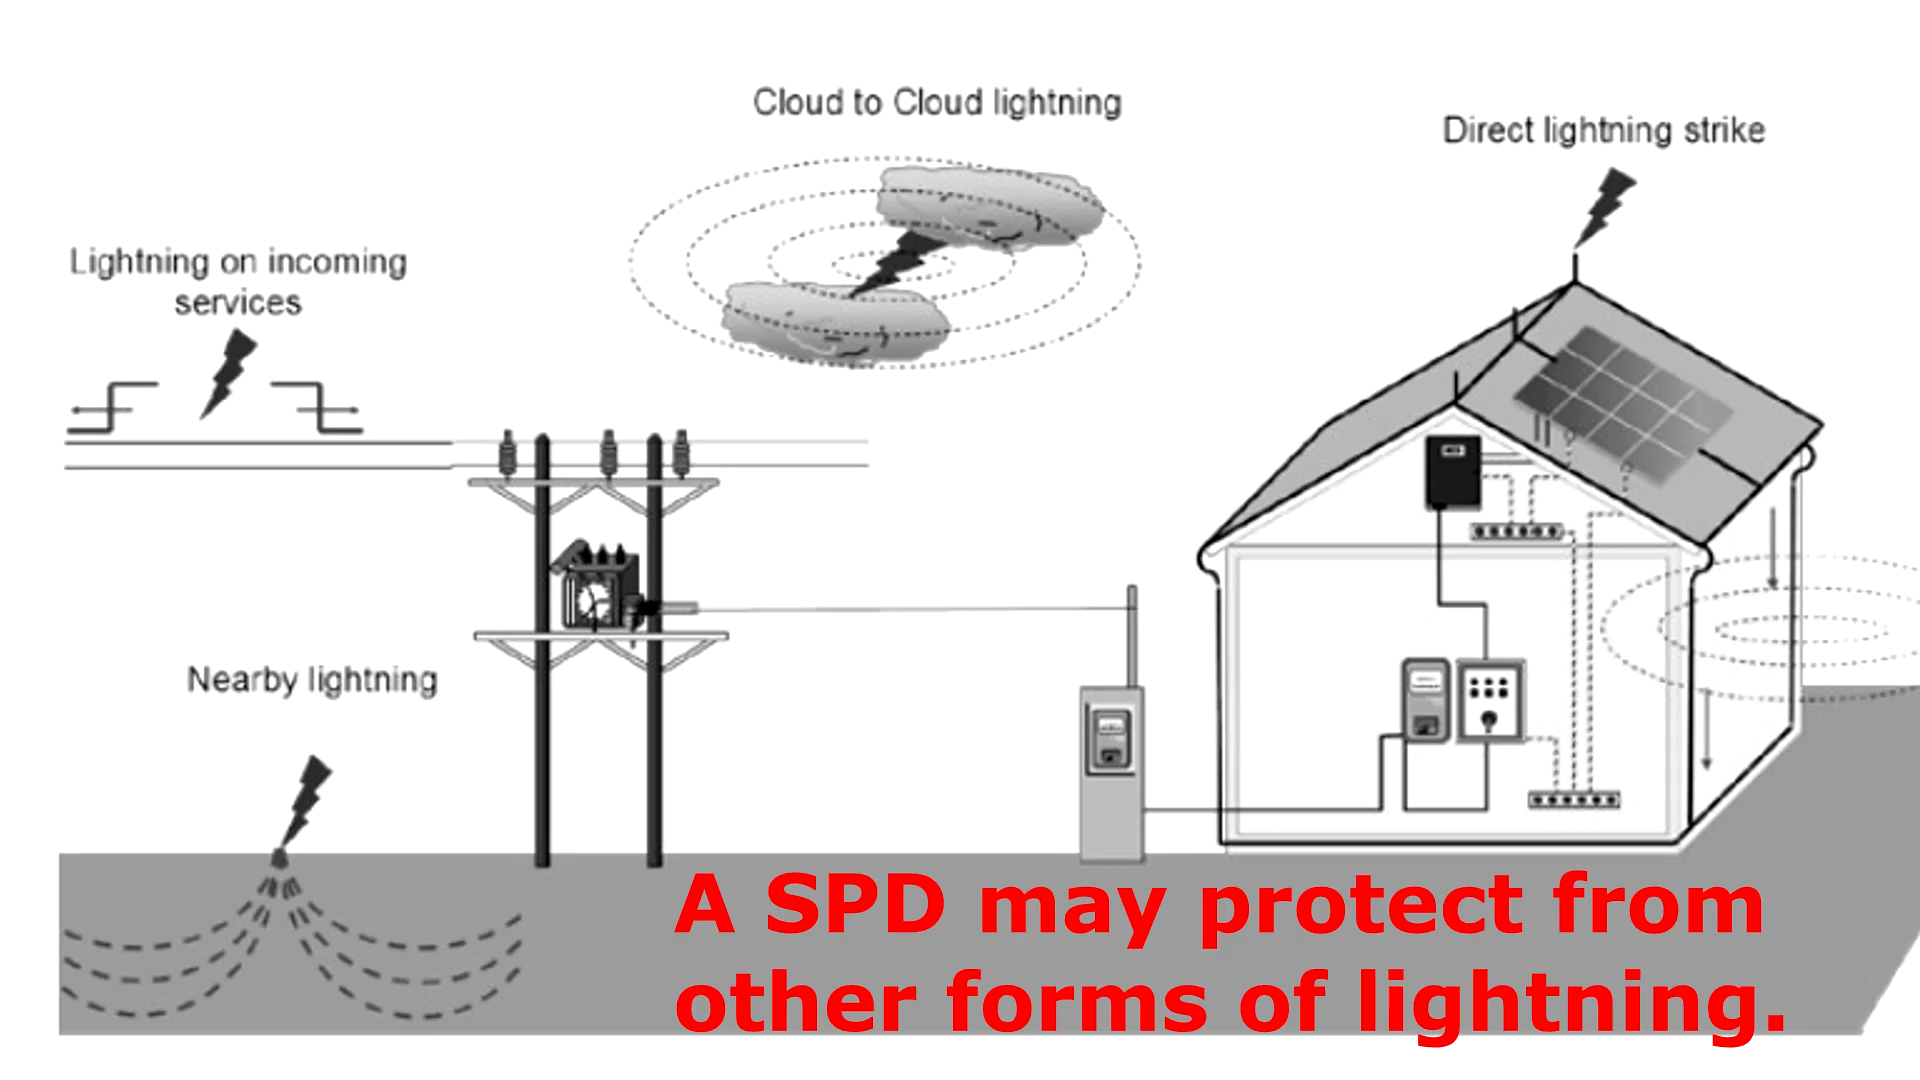 Cloud to Cloud lightning
Direct lightning strike
Lightning on incoming
services
Nearby lightning
A SPD may protect from
other forms of lightning.